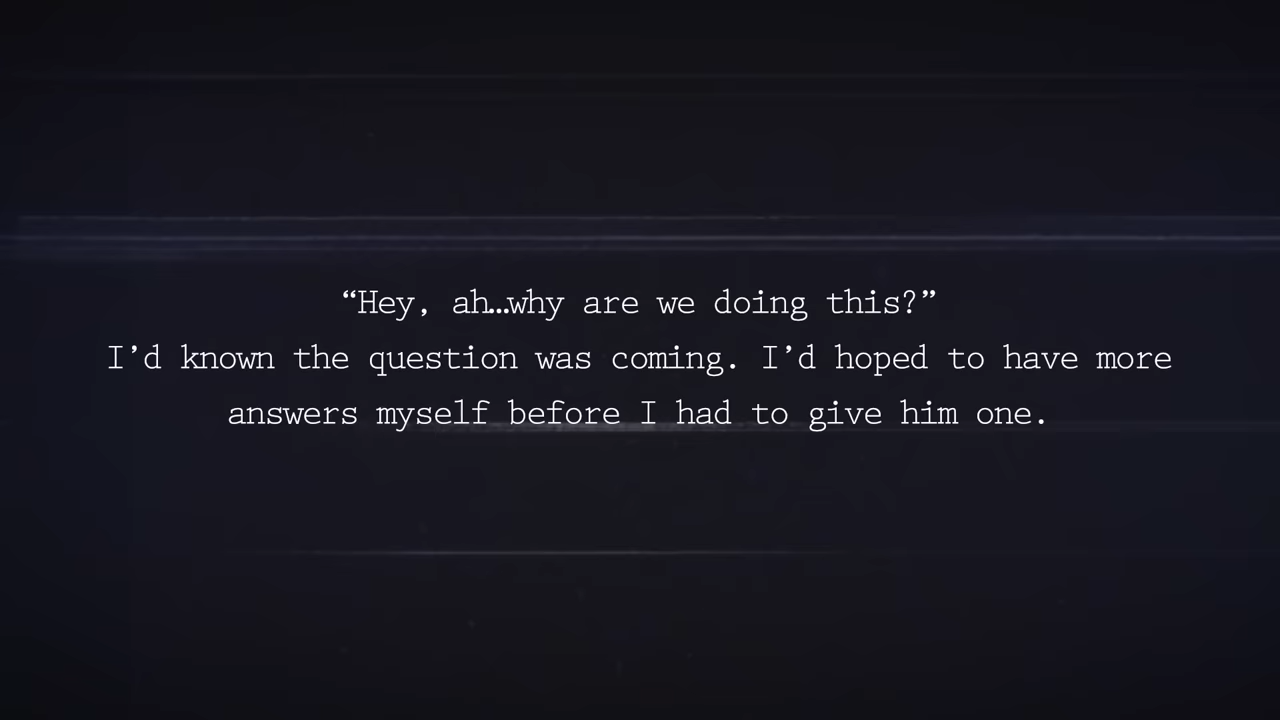 “Hey, ah…why are we doing this?”
I’d known the question was coming. I’d hoped to have more
answers myself before I had to give him one.